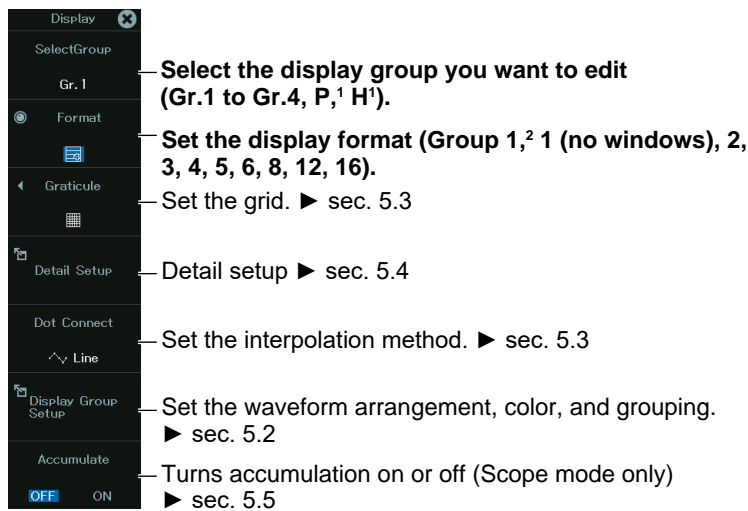 Display
SelectGroup
Gr.1
Select the display group you want to edit
(Gr.1 to Gr.4, P,¹ H¹).
Format
Set the display format (Group 1,² 1 (no windows), 2,
3, 4, 5, 6, 8, 12, 16).
Graticule
Set the grid. ► sec. 5.3
Detail Setup
Detail setup ► sec. 5.4
Dot Connect
Line
Set the interpolation method. ► sec. 5.3
Display Group
Setup
Set the waveform arrangement, color, and grouping.
► sec. 5.2
Accumulate
OFF ON
Turns accumulation on or off (Scope mode only)
► sec. 5.5